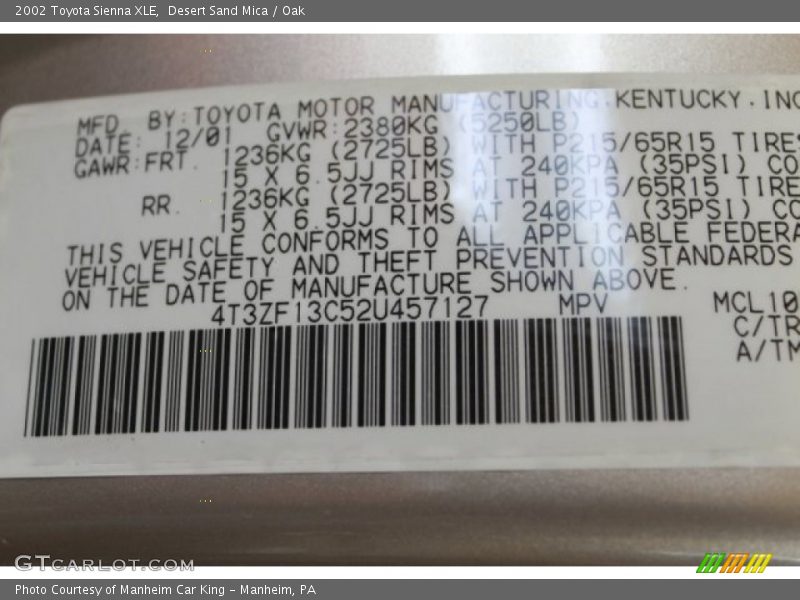 2002 Toyota Sienna XLE, Desert Sand Mica / Oak
MFD. BY:TOYOTA MOTOR MANUFACTURING.KENTUCKY.INC
DATE: 12/01 GVWR:2380KG (5250LB)
GAWR:FRT. 1236KG (2725LB) WITH P215/65R15 TIRES
15 X 6.5JJ RIMS AT 240KPA (35PSI) CO
RR. 1236KG (2725LB) WITH P215/65R15 TIRE
15 X 6.5JJ RIMS AT 240KPA (35PSI) CO
THIS VEHICLE CONFORMS TO ALL APPLICABLE FEDERA
VEHICLE SAFETY AND THEFT PREVENTION STANDARDS
ON THE DATE OF MANUFACTURE SHOWN ABOVE.
4T3ZF13C52U457127 MPV MCL10
C/TR
A/TM
GTCARLOT.COM
Photo Courtesy of Manheim Car King - Manheim, PA